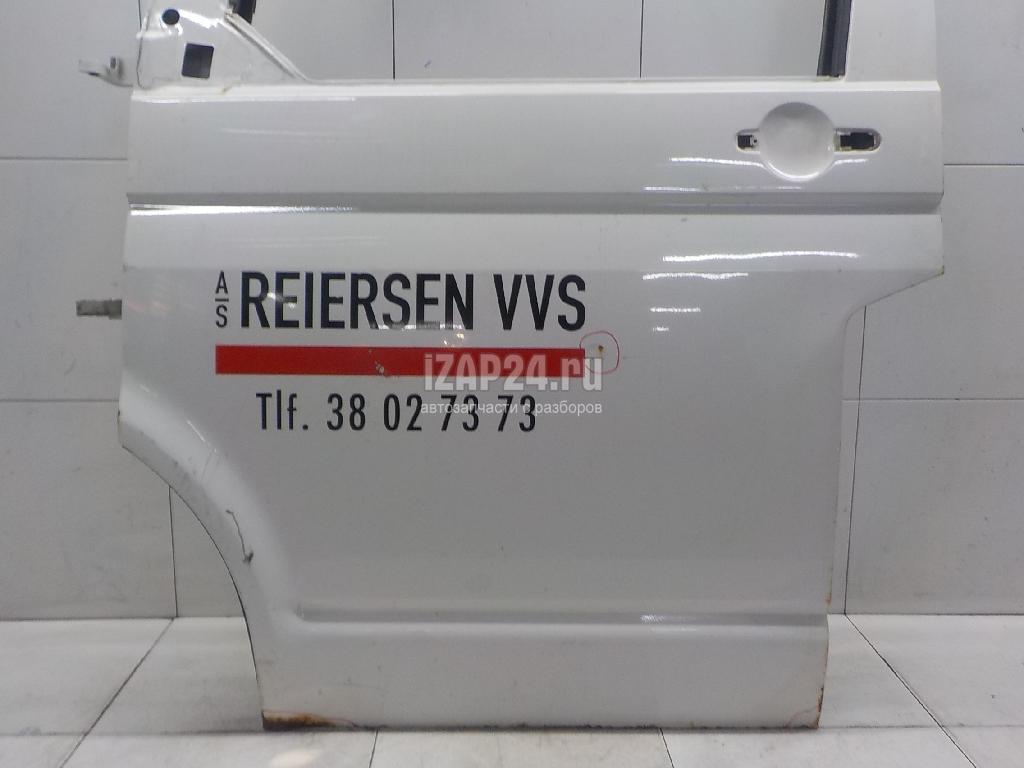 A/S REIERSEN VVS
iZAP24.ru
Tlf. 38 02 73 73
автозапчасти с разборов